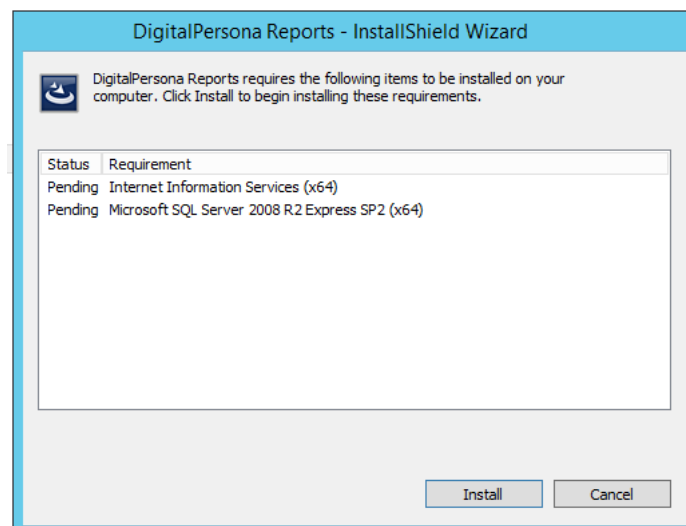 DigitalPersona Reports - InstallShield Wizard
DigitalPersona Reports requires the following items to be installed on your
computer. Click Install to begin installing these requirements.
Status Requirement
Pending Internet Information Services (x64)
Pending Microsoft SQL Server 2008 R2 Express SP2 (x64)
Install Cancel